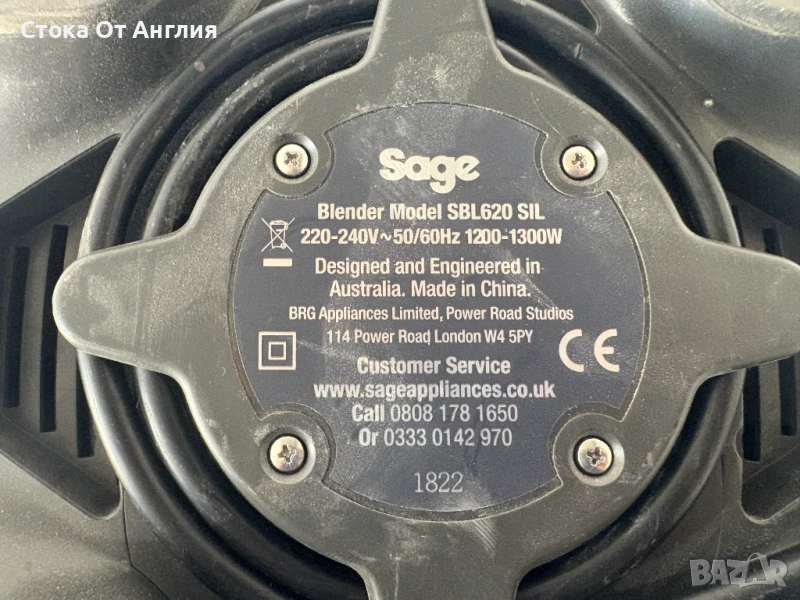 Стока От Англия
Sage
Blender Model SBL620 SIL
220-240V~50/60Hz 1200-1300W
Designed and Engineered in
Australia. Made in China.
BRG Appliances Limited, Power Road Studios
114 Power Road, London W4 5PY
CE
Customer Service
www.sageappliances.co.uk
Call 0808 178 1650
Or 0333 0142 970
1822
BAZAR.BG